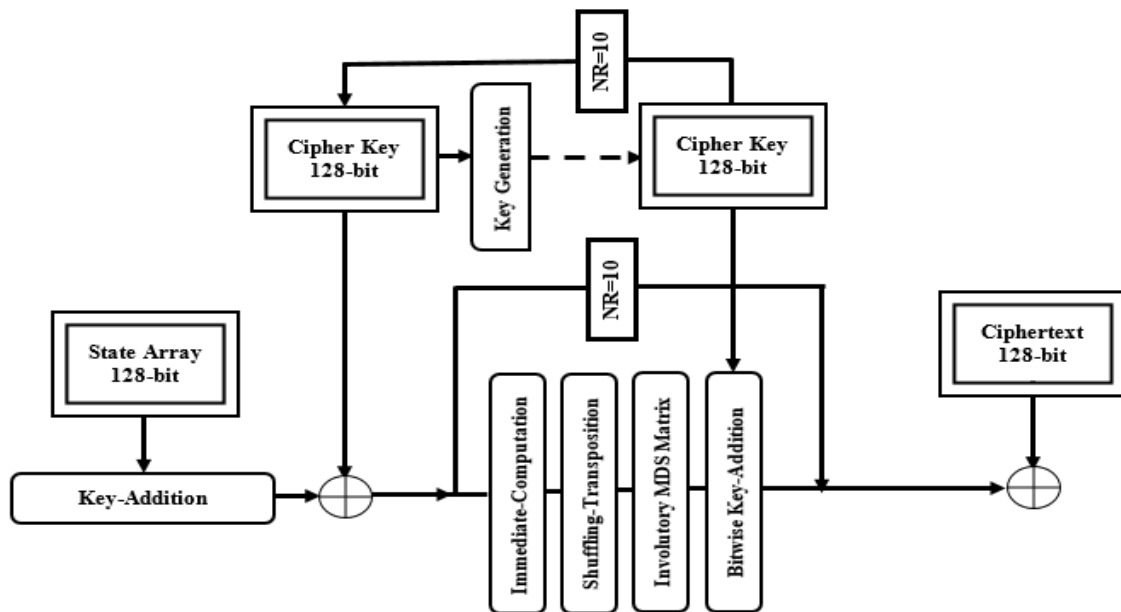 NR=10
Cipher Key
128-bit
Key Generation
Cipher Key
128-bit
NR=10
State Array
128-bit
Ciphertext
128-bit
Key-Addition
Immediate-Computation
Shuffling-Transposition
Involutory MDS Matrix
Bitwise Key-Addition